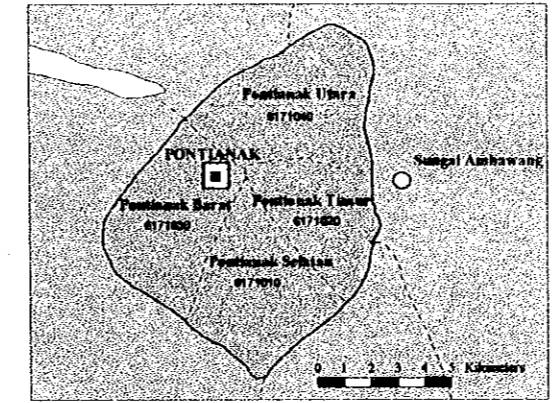 Pontianak Utara
6171040
PONTIANAK
Sungai Ambawang
Pontianak Barat
6171030
Pontianak Timur
6171020
Pontianak Selatan
6171010
0 1 2 3 4 5 Kilometers